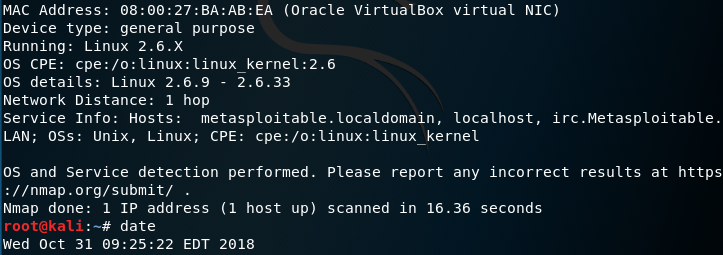 MAC Address: 08:00:27:BA:AB:EA (Oracle VirtualBox virtual NIC)
Device type: general purpose
Running: Linux 2.6.X
OS CPE: cpe:/o:linux:linux_kernel:2.6
OS details: Linux 2.6.9 - 2.6.33
Network Distance: 1 hop
Service Info: Hosts:  metasploitable.localdomain, localhost, irc.Metasploitable.
LAN; OSs: Unix, Linux; CPE: cpe:/o:linux:linux_kernel
OS and Service detection performed. Please report any incorrect results at https
://nmap.org/submit/ .
Nmap done: 1 IP address (1 host up) scanned in 16.36 seconds
root@kali:~# date
Wed Oct 31 09:25:22 EDT 2018